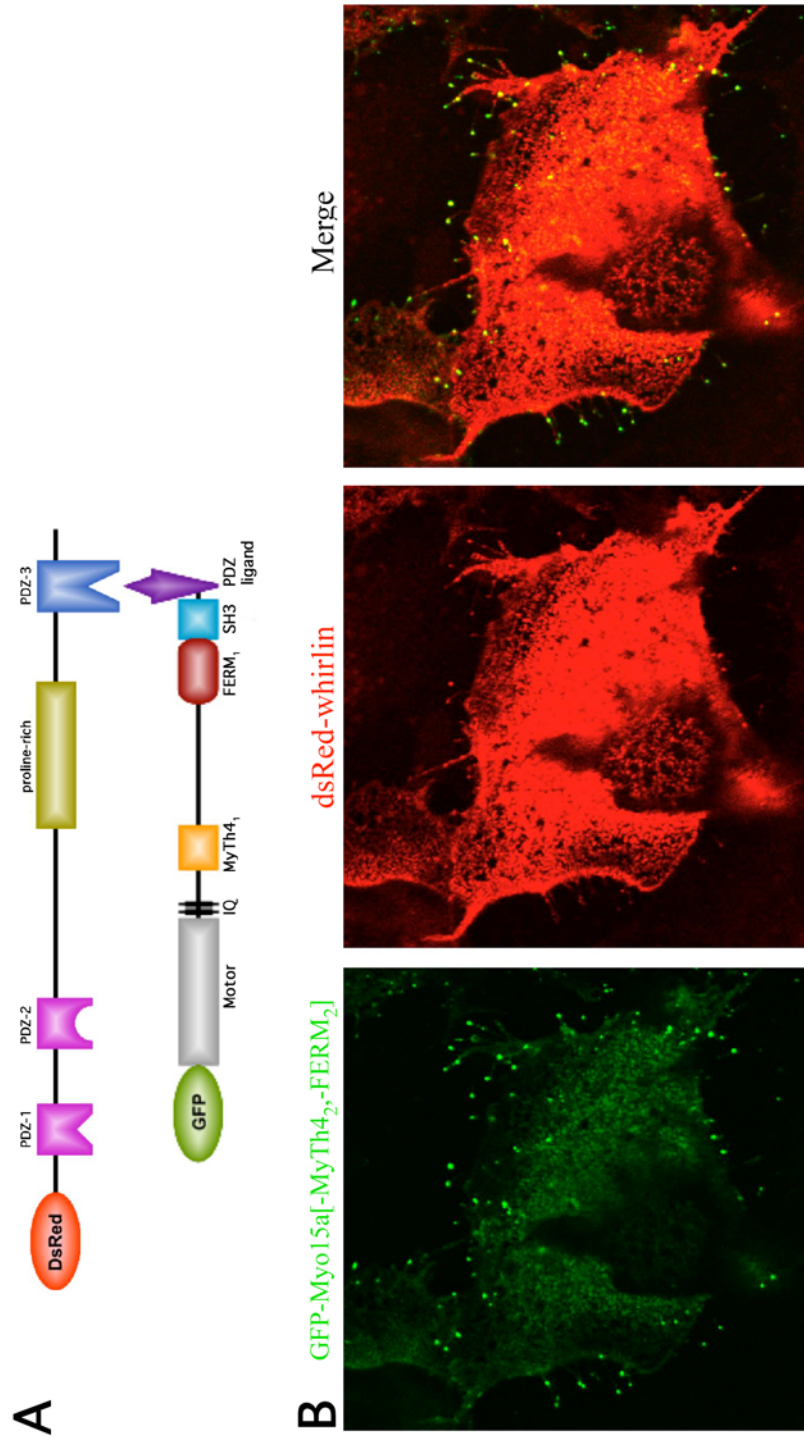 A
PDZ-1
PDZ-2
proline-rich
PDZ-3
DsRed
GFP
Motor
IQ
MyTh4₁
FERM₁
SH3
PDZ
ligand
B
GFP-Myo15a[-MyTh4₂,-FERM₂]
dsRed-whirlin
Merge